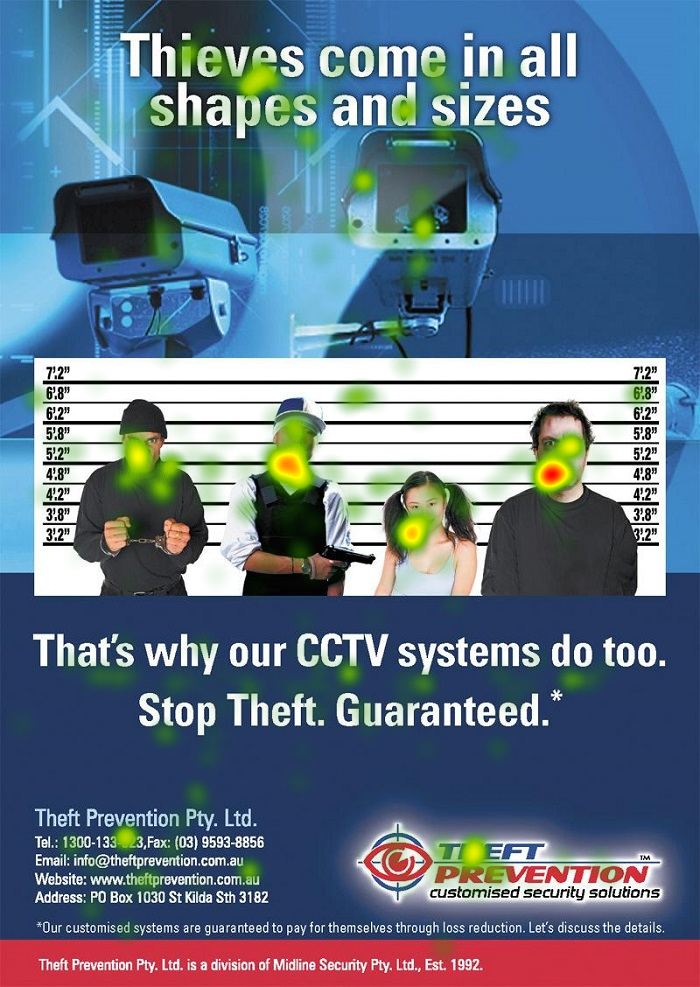 Thieves come in all
shapes and sizes
7'.2" 7'.2"
6'.8" 6'.8"
6'.2" 6'.2"
5'.8" 5'.8"
5'.2" 5'.2"
4'.8" 4'.8"
4'.2" 4'.2"
3'.8" 3'.8"
3'.2" 3'.2"
That's why our CCTV systems do too.
Stop Theft. Guaranteed.*
Theft Prevention Pty. Ltd.
Tel.: Fax: (03) 9593-8856
Email: info@theftprevention.com.au
Website: www.theftprevention.com.au
Address: PO Box 1030 St Kilda Sth 3182
THEFT
PREVENTION™
customised security solutions
*Our customised systems are guaranteed to pay for themselves through loss reduction. Let's discuss the details.
Theft Prevention Pty. Ltd. is a division of Midline Security Pty. Ltd., Est. 1992.